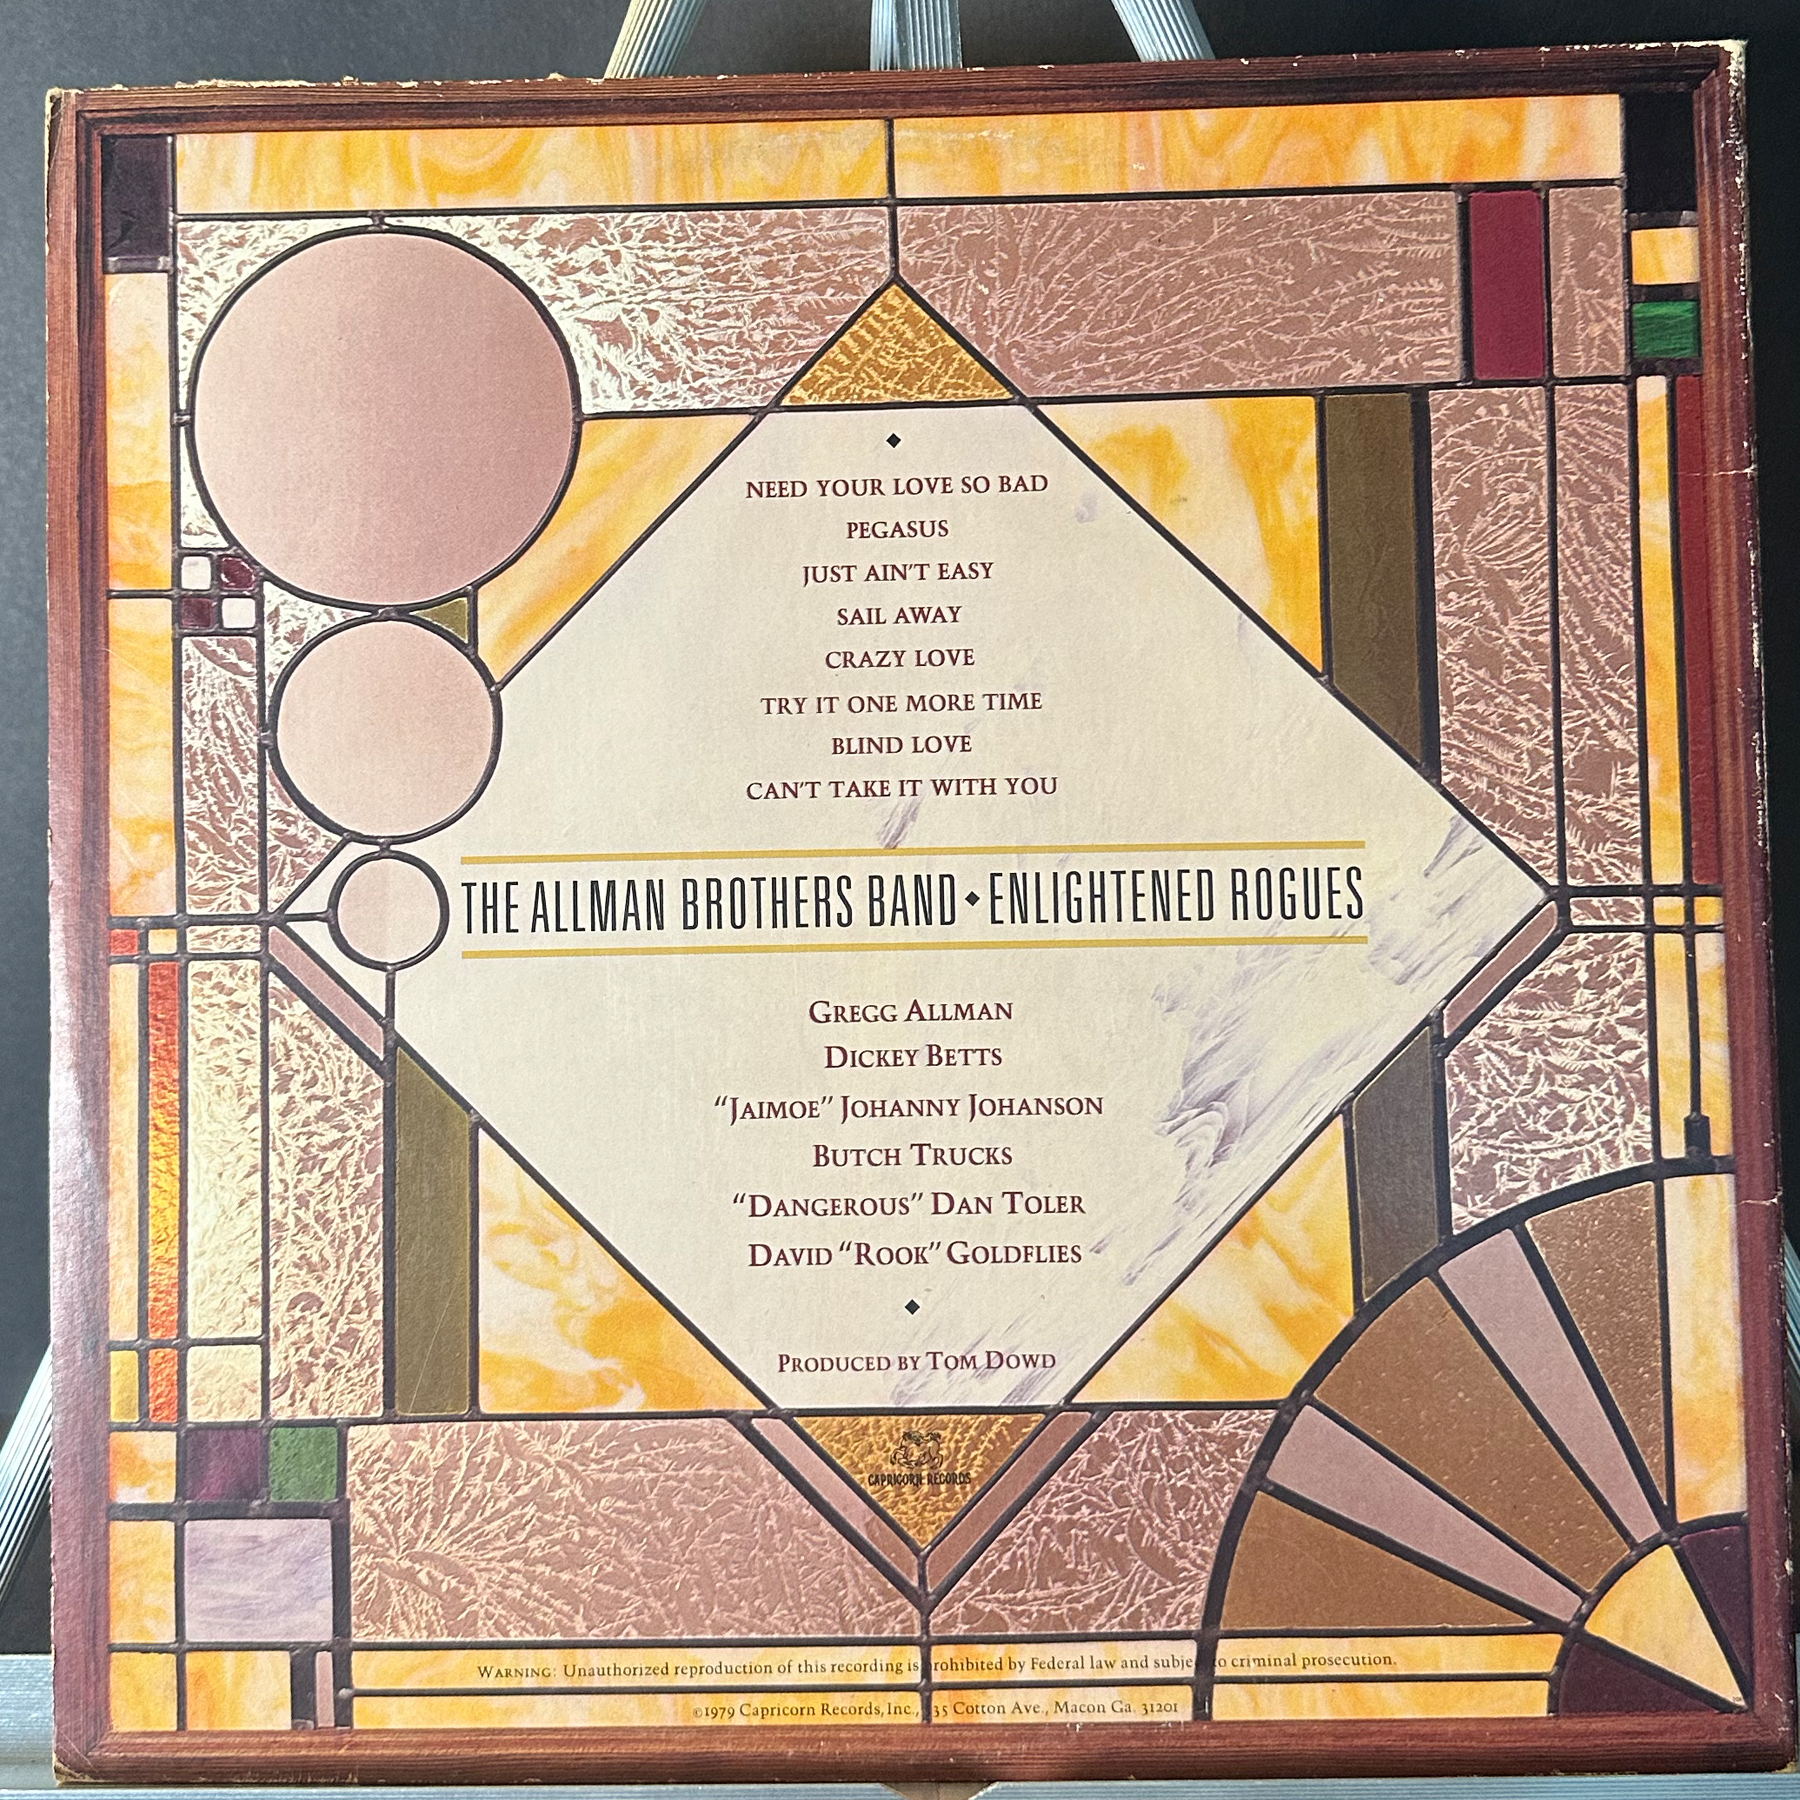 NEED YOUR LOVE SO BAD
PEGASUS
JUST AIN'T EASY
SAIL AWAY
CRAZY LOVE
TRY IT ONE MORE TIME
BLIND LOVE
CAN'T TAKE IT WITH YOU
THE ALLMAN BROTHERS BAND ◆ ENLIGHTENED ROGUES
GREGG ALLMAN
DICKEY BETTS
"JAIMOE" JOHANNY JOHANSON
BUTCH TRUCKS
"DANGEROUS" DAN TOLER
DAVID "ROOK" GOLDFLIES
PRODUCED BY TOM DOWD
CAPRICORN RECORDS
WARNING: Unauthorized reproduction of this recording is prohibited by Federal law and subject to criminal prosecution.
©1979 Capricorn Records, Inc., 35 Cotton Ave., Macon Ga. 31201